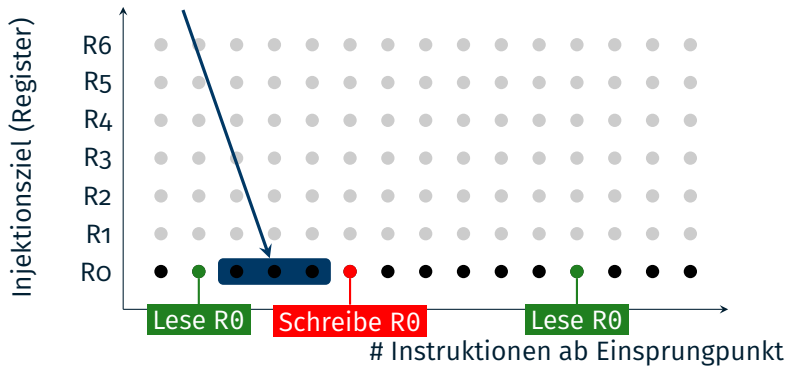 Injektionsziel (Register)
R6
R5
R4
R3
R2
R1
R0
Lese R0
Schreibe R0
Lese R0
# Instruktionen ab Einsprungpunkt